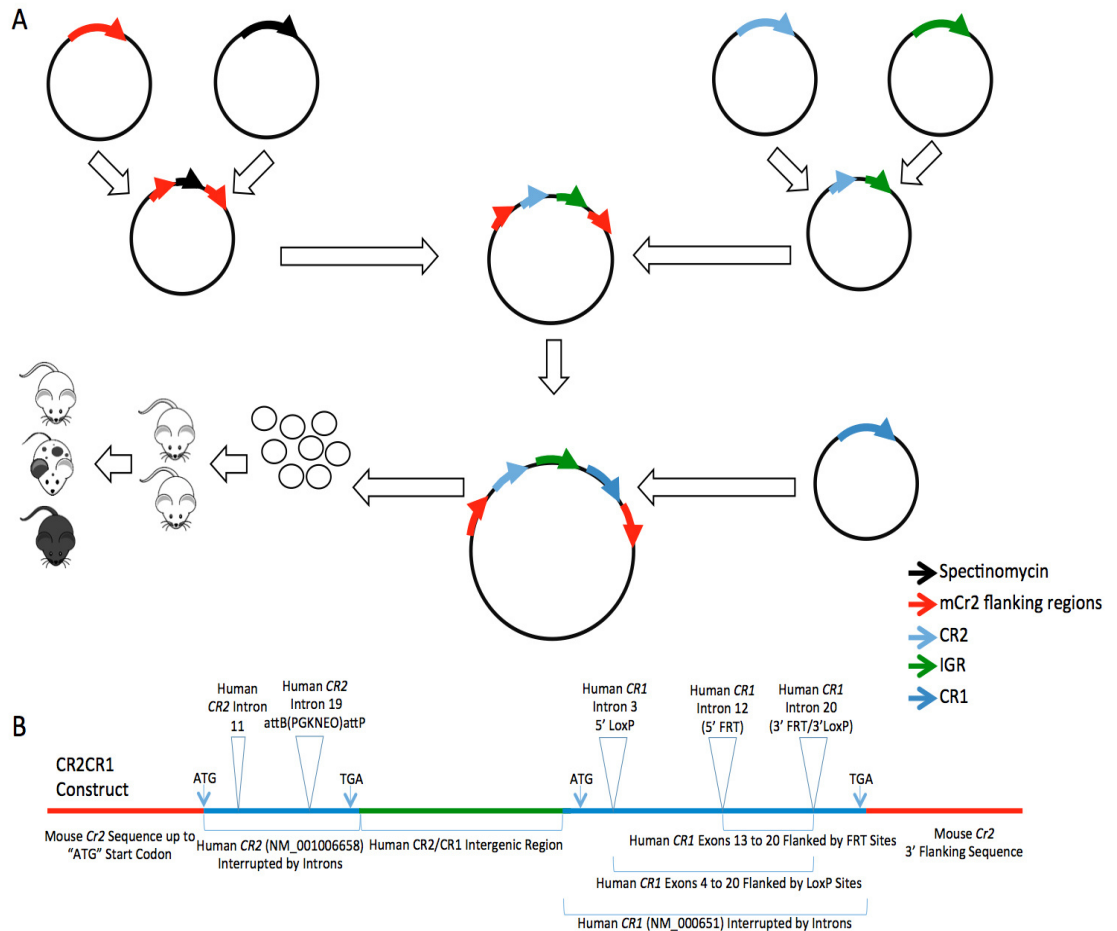 A
Spectinomycin
mCr2 flanking regions
CR2
IGR
CR1
B
CR2CR1
Construct
Human
CR2 Intron
11
Human CR2
Intron 19
attB(PGKNEO)attP
Human CR1
Intron 3
5' LoxP
Human CR1
Intron 12
(5' FRT)
Human CR1
Intron 20
(3' FRT/3'LoxP)
ATG
TGA
ATG
TGA
Mouse Cr2 Sequence up to
"ATG" Start Codon
Human CR2 (NM_001006658)
Interrupted by Introns
Human CR2/CR1 Intergenic Region
Human CR1 Exons 13 to 20 Flanked by FRT Sites
Mouse Cr2
3' Flanking Sequence
Human CR1 Exons 4 to 20 Flanked by LoxP Sites
Human CR1 (NM_000651) Interrupted by Introns